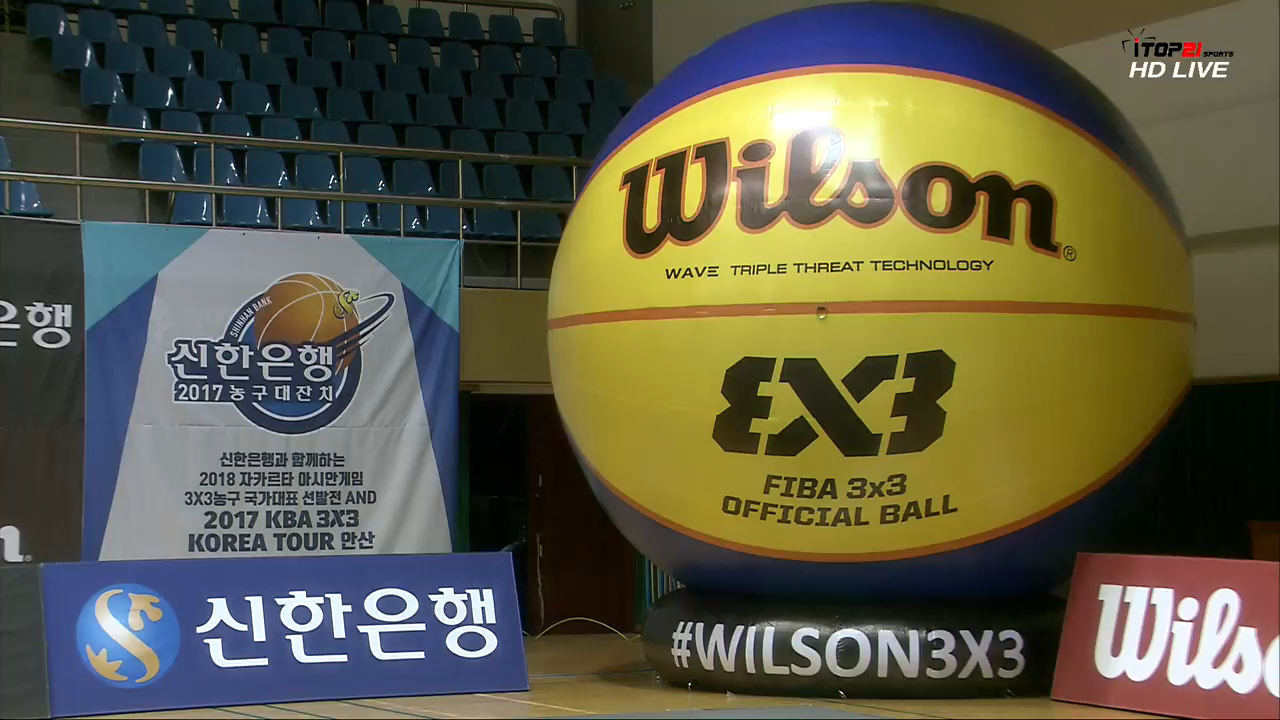 iTOP21 SPORTS
HD LIVE
Wilson®
WAVE TRIPLE THREAT TECHNOLOGY
3X3
FIBA 3x3
OFFICIAL BALL
#WILSON3X3
은행
SHINHAN BANK
신한은행
2017 농구대잔치
신한은행과 함께하는
2018 자카르타 아시안게임
3X3농구 국가대표 선발전 AND
2017 KBA 3X3
KOREA TOUR 안산
n.
신한은행
Wilso